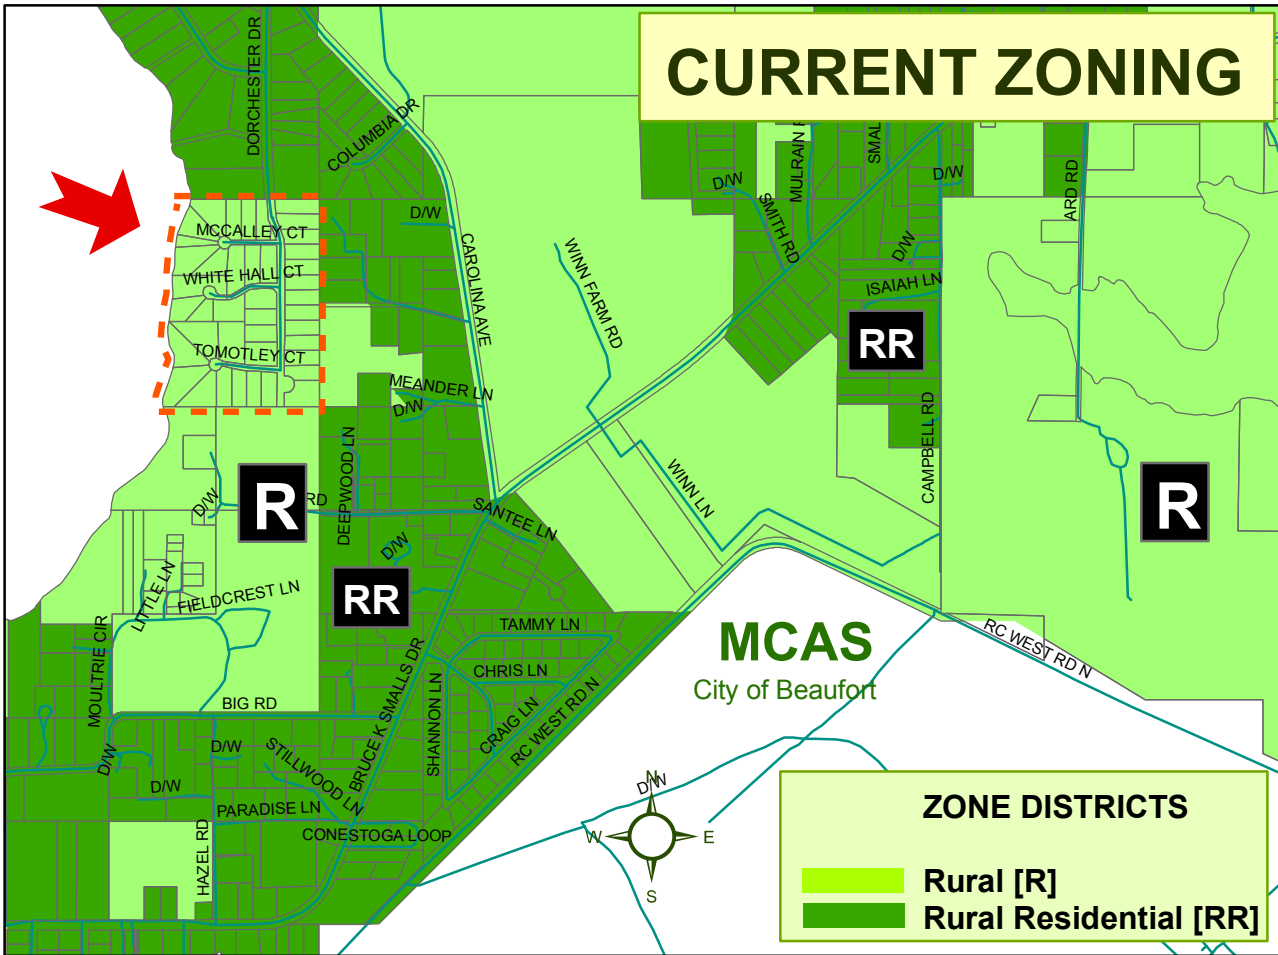 CURRENT ZONING
DORCHESTER DR
COLUMBIA DR
MULRAIN
SMAL
D/W
D/W
D/W
SMITH RD
ARD RD
MCCALLEY CT
CAROLINA AVE
WINN FARM RD
D/W
WHITE HALL CT
ISAIAH LN
RR
TOMOTLEY CT
MEANDER LN
D/W
CAMPBELL RD
DEEPWOOD LN
R
RD
D/W
WINN LN
R
SANTEE LN
D/W
LITTLE LN
FIELDCREST LN
RR
TAMMY LN
MCAS
City of Beaufort
RC WEST RD N
MOULTRIE CIR
CHRIS LN
BRUCE K SMALLS DR
SHANNON LN
BIG RD
CRAIG LN
RC WEST RD N
D/W
D/W
STILLWOOD LN
D/W
D/W
PARADISE LN
CONESTOGA LOOP
HAZEL RD
N
W
E
S
ZONE DISTRICTS
Rural [R]
Rural Residential [RR]